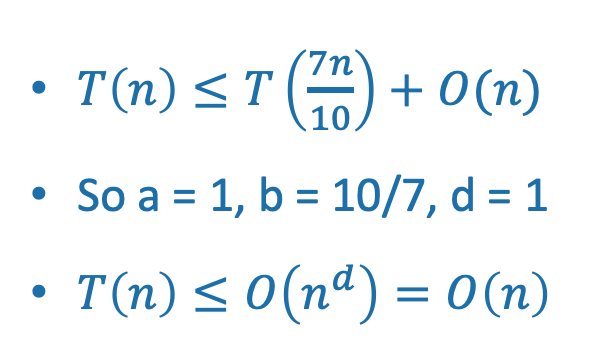 • T(n) ≤ T(7n/10) + O(n)
• So a = 1, b = 10/7, d = 1
• T(n) ≤ O(n^d) = O(n)